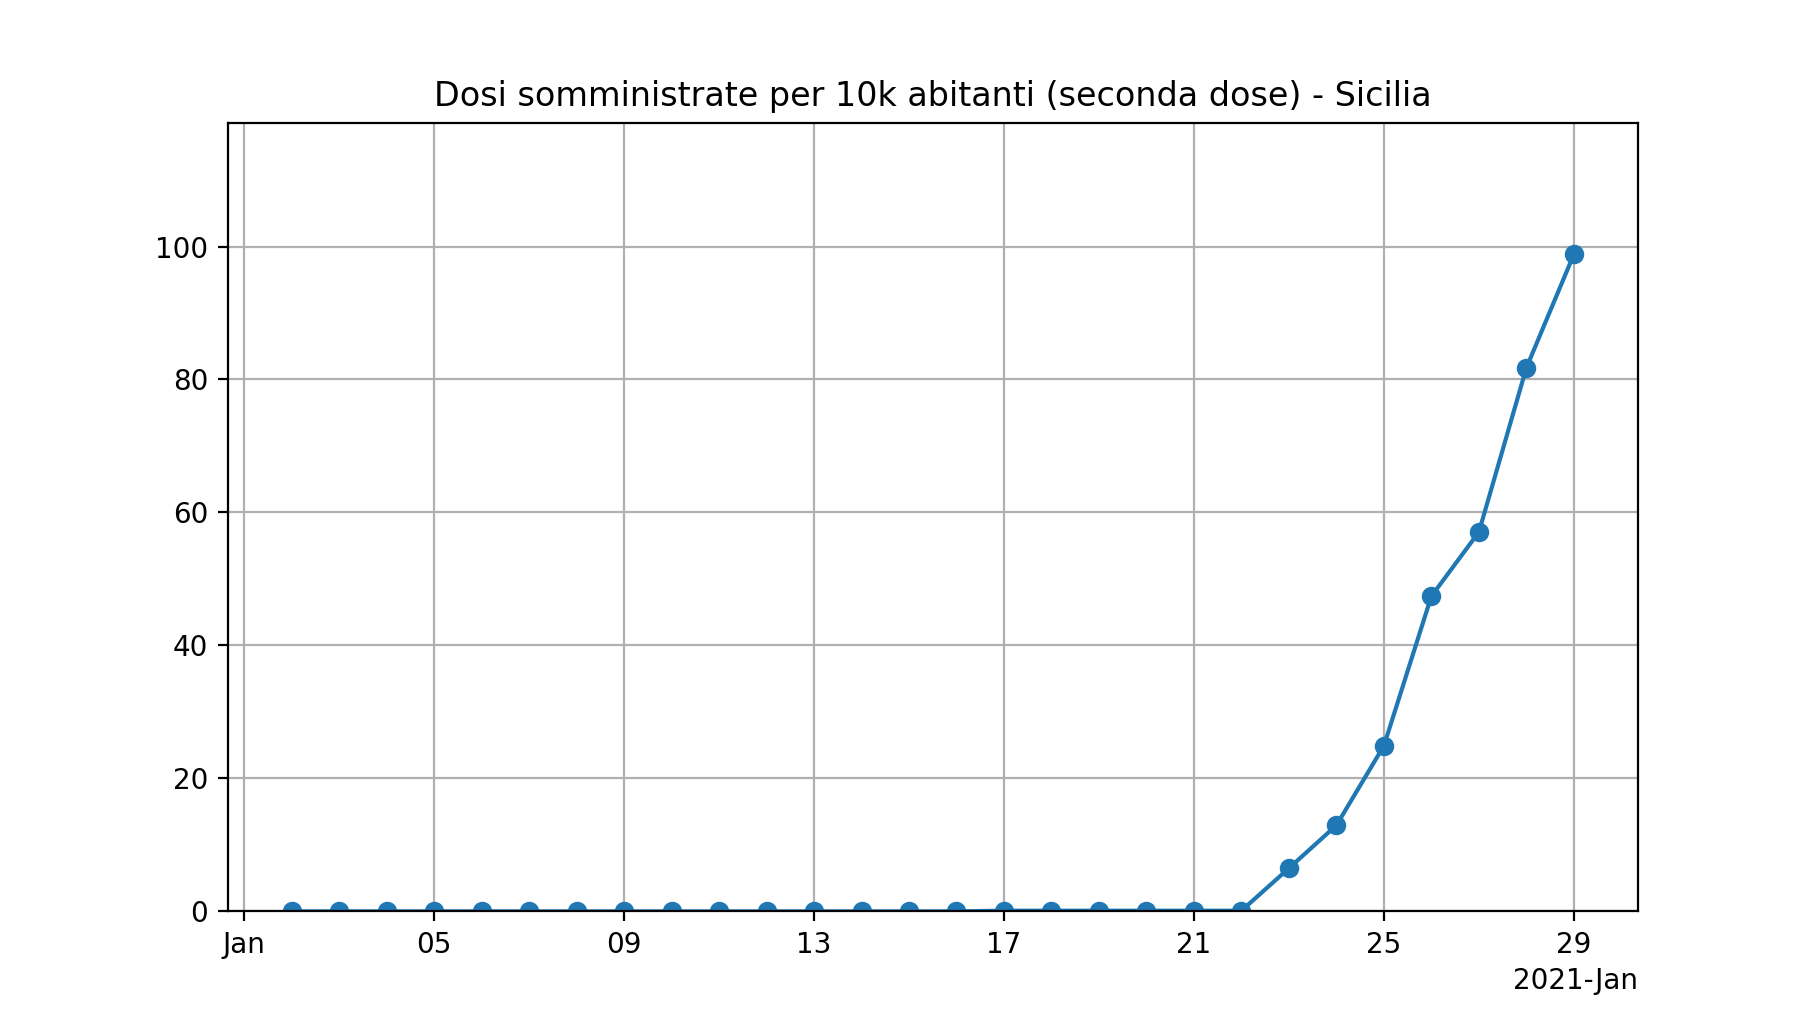 Dosi somministrate per 10k abitanti (seconda dose) - Sicilia
100
80
60
40
20
0
Jan 05 09 13 17 21 25 29
2021-Jan